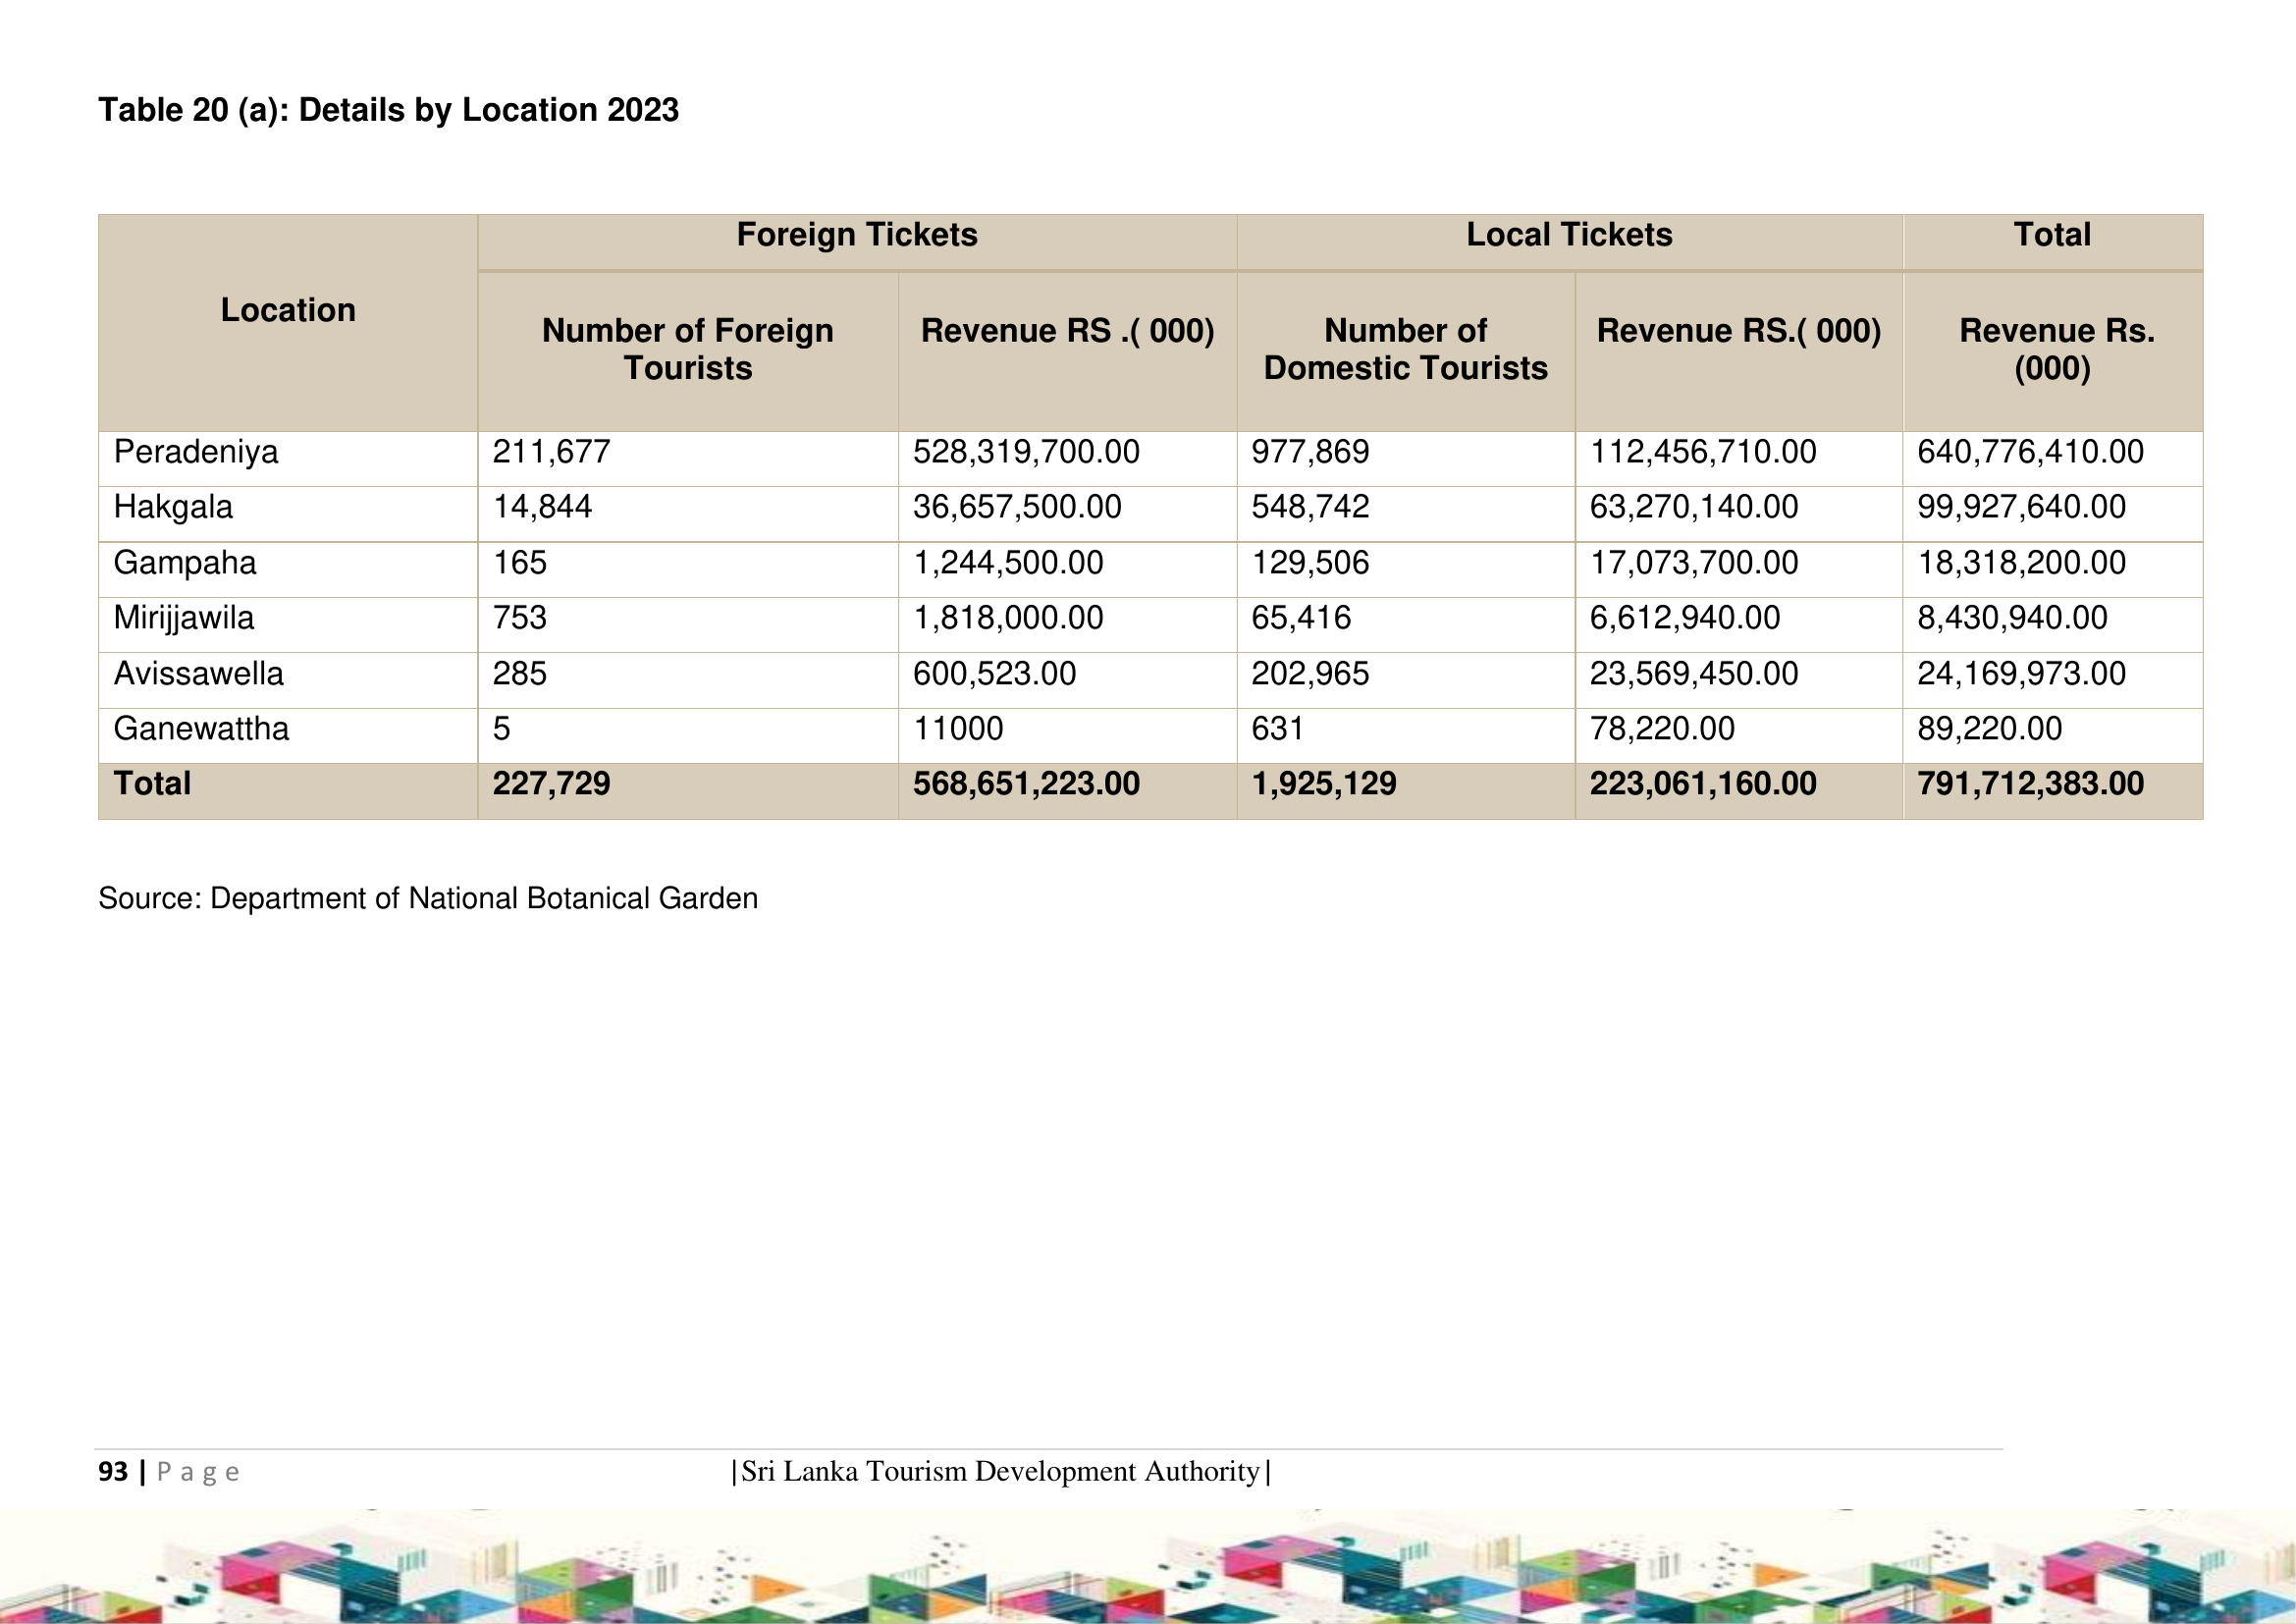 Table 20 (a): Details by Location 2023
Location
Foreign Tickets
Local Tickets
Total
Number of Foreign
Tourists
Revenue RS .( 000)
Number of
Domestic Tourists
Revenue RS.( 000)
Revenue Rs.
(000)
Peradeniya 211,677 528,319,700.00 977,869 112,456,710.00 640,776,410.00
Hakgala 14,844 36,657,500.00 548,742 63,270,140.00 99,927,640.00
Gampaha 165 1,244,500.00 129,506 17,073,700.00 18,318,200.00
Mirijjawila 753 1,818,000.00 65,416 6,612,940.00 8,430,940.00
Avissawella 285 600,523.00 202,965 23,569,450.00 24,169,973.00
Ganewattha 5 11000 631 78,220.00 89,220.00
Total 227,729 568,651,223.00 1,925,129 223,061,160.00 791,712,383.00
Source: Department of National Botanical Garden
93 | Page |Sri Lanka Tourism Development Authority|